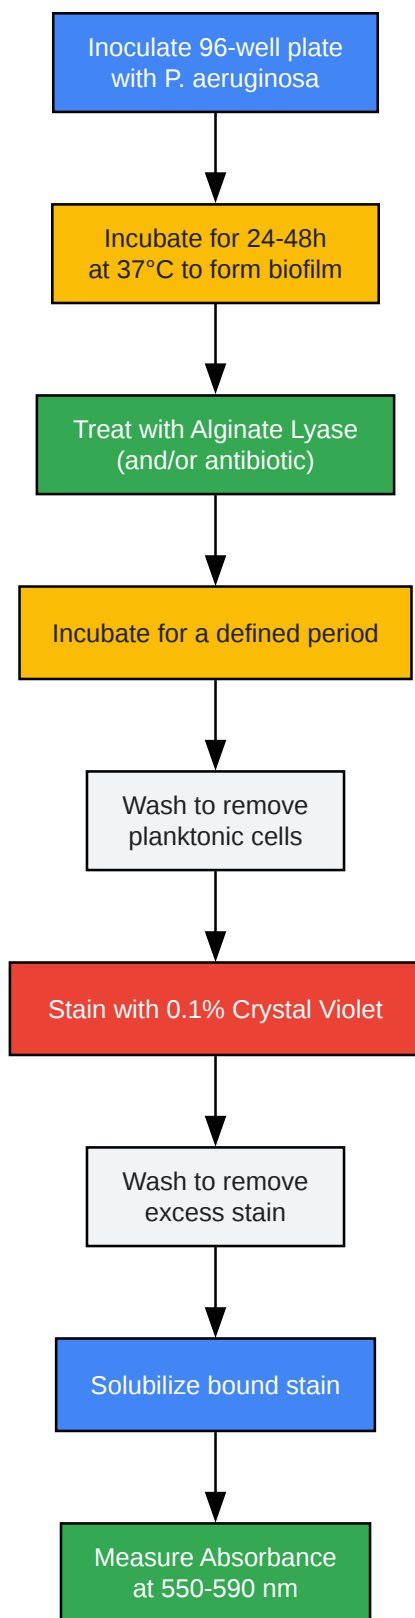 Inoculate 96-well plate
with P. aeruginosa
Incubate for 24-48h
at 37°C to form biofilm
Treat with Alginate Lyase
(and/or antibiotic)
Incubate for a defined period
Wash to remove
planktonic cells
Stain with 0.1% Crystal Violet
Wash to remove
excess stain
Solubilize bound stain
Measure Absorbance
at 550-590 nm